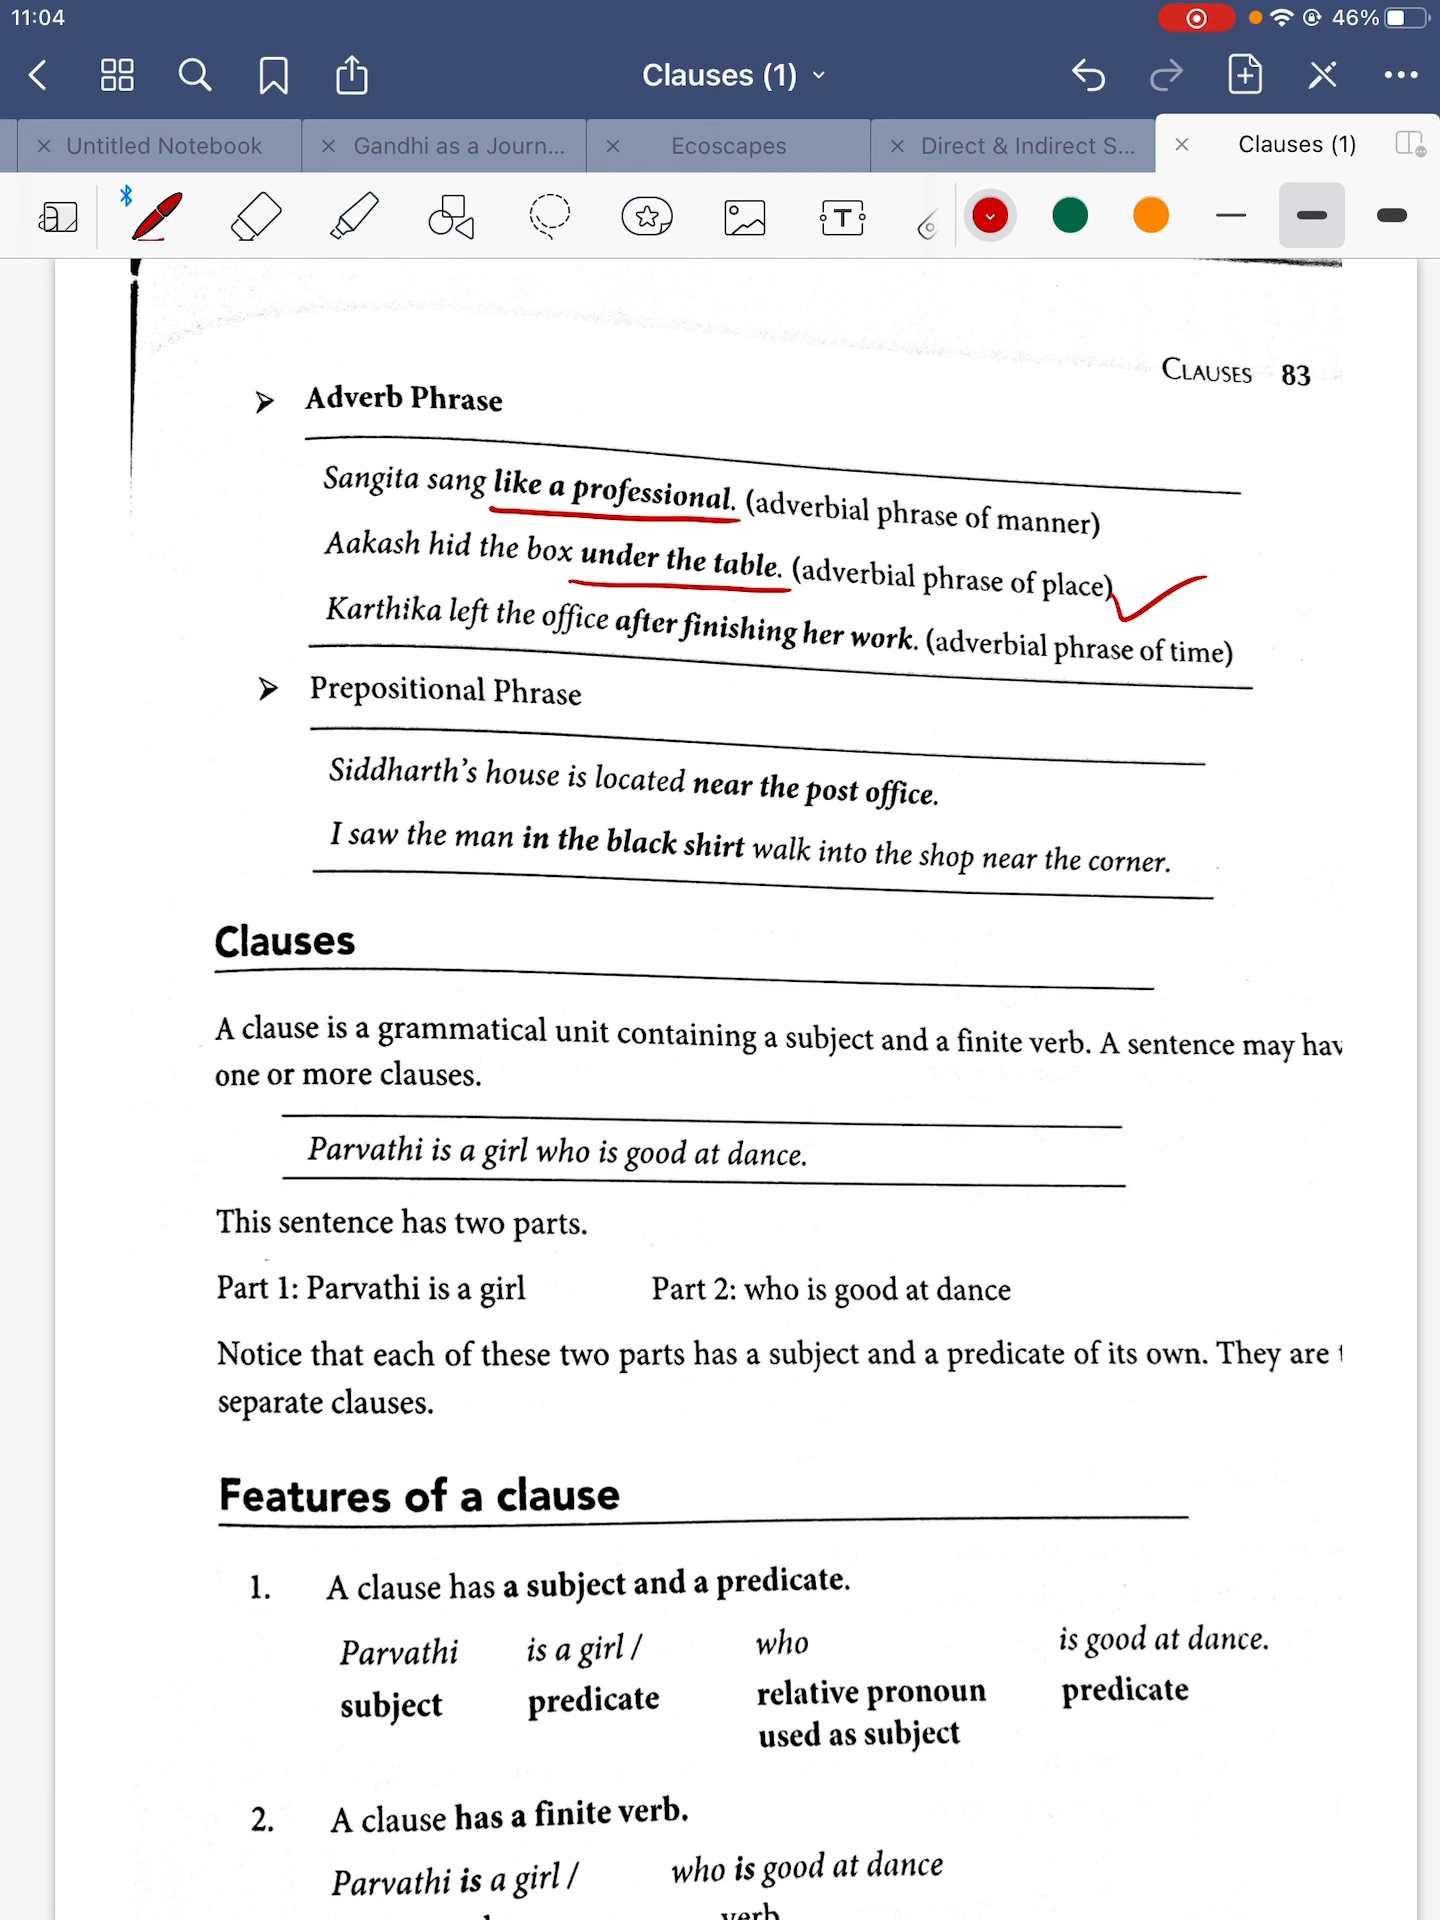 11:04
46%
Clauses (1)
Untitled Notebook
Gandhi as a Journ...
Ecoscapes
Direct & Indirect S...
Clauses (1)
CLAUSES 83
➤ Adverb Phrase
Sangita sang like a professional. (adverbial phrase of manner)
Aakash hid the box under the table. (adverbial phrase of place)
Karthika left the office after finishing her work. (adverbial phrase of time)
➤ Prepositional Phrase
Siddharth's house is located near the post office.
I saw the man in the black shirt walk into the shop near the corner.
Clauses
A clause is a grammatical unit containing a subject and a finite verb. A sentence may hav
one or more clauses.
Parvathi is a girl who is good at dance.
This sentence has two parts.
Part 1: Parvathi is a girl Part 2: who is good at dance
Notice that each of these two parts has a subject and a predicate of its own. They are
separate clauses.
Features of a clause
1. A clause has a subject and a predicate.
Parvathi is a girl / who is good at dance.
subject predicate relative pronoun predicate
used as subject
2. A clause has a finite verb.
Parvathi is a girl / who is good at dance
verb